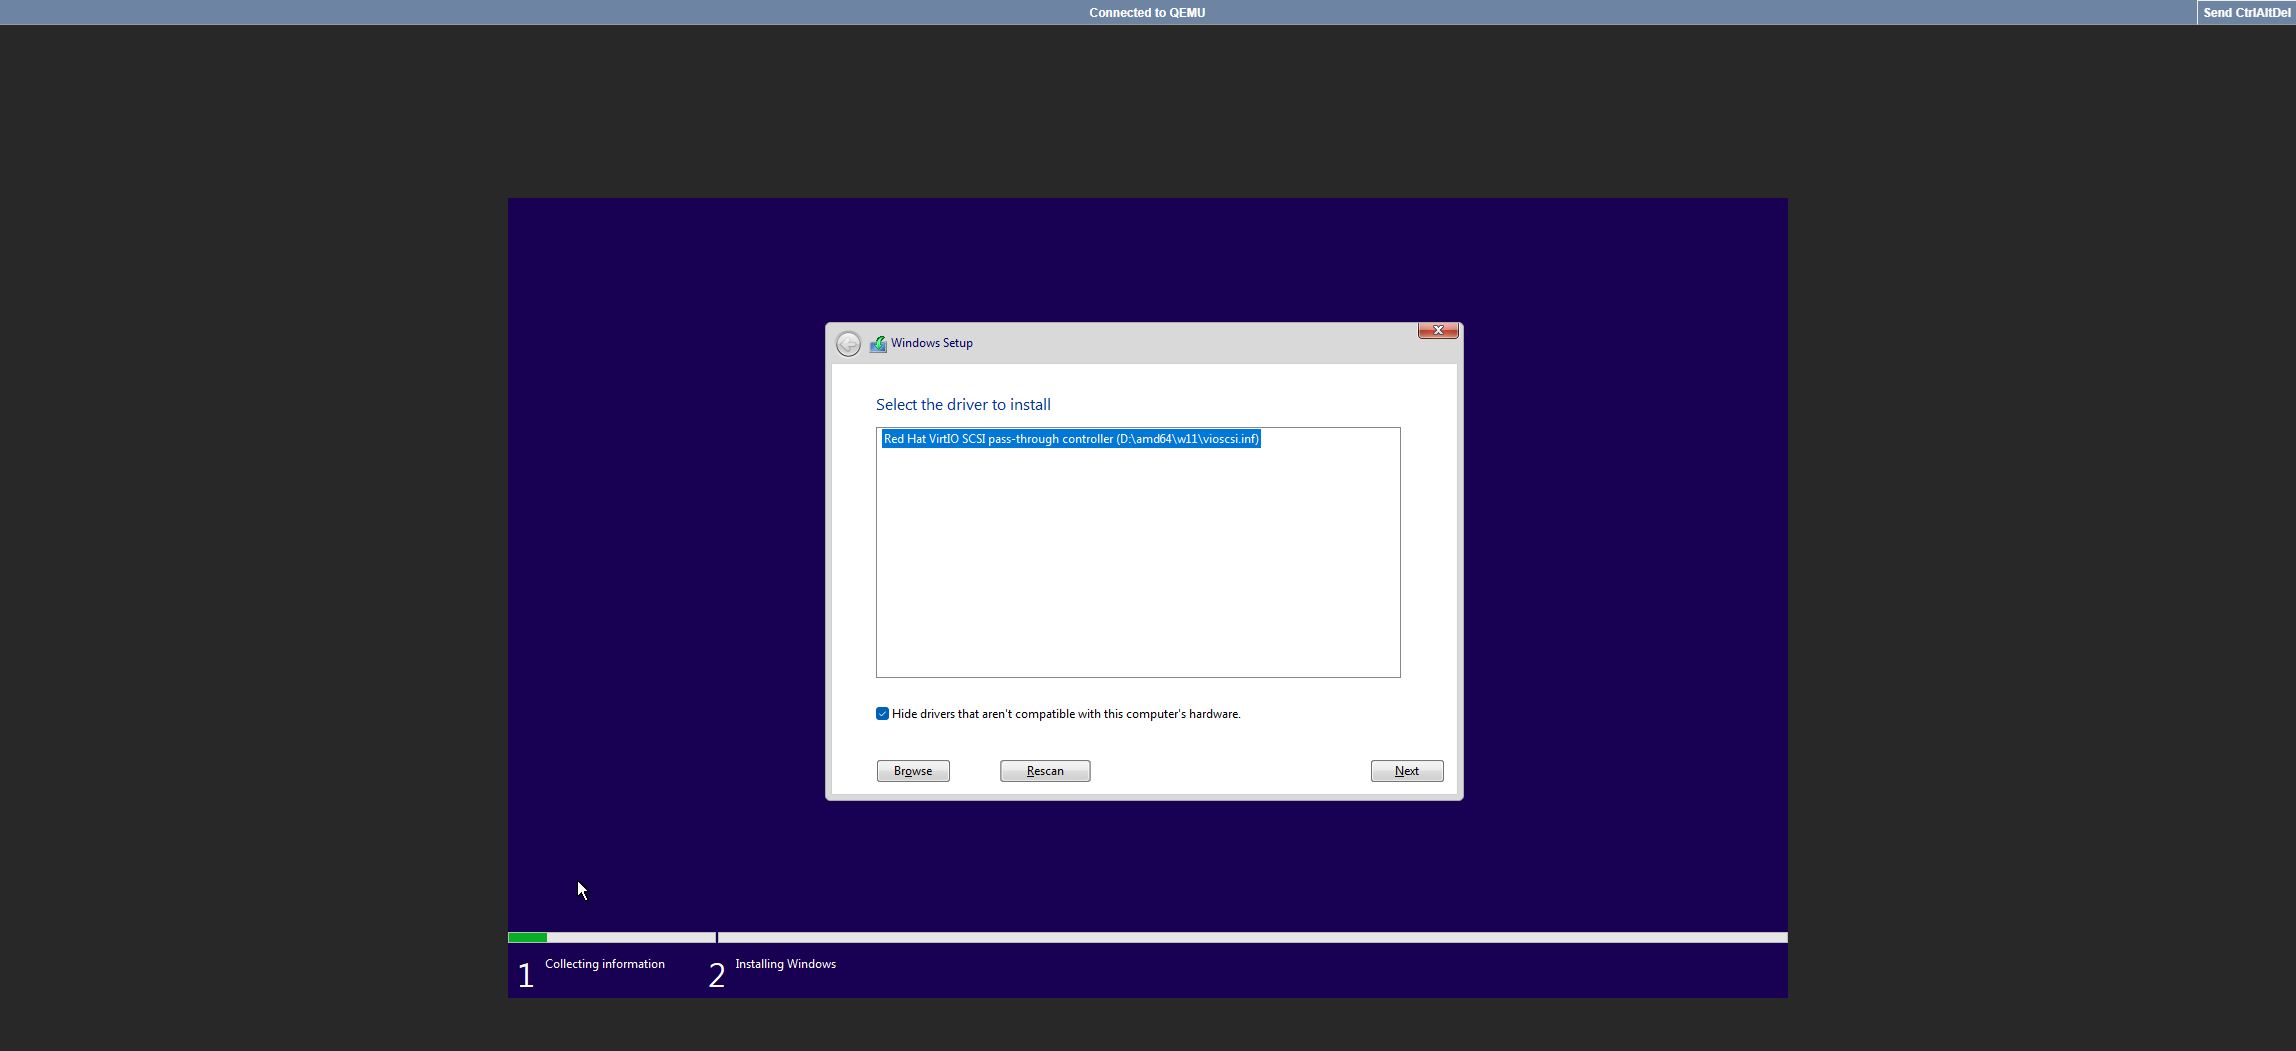 Connected to QEMU
Send CtrlAltDel
Windows Setup
Select the driver to install
Red Hat VirtIO SCSI pass-through controller (D:\amd64\w11\vioscsi.inf)
Hide drivers that aren't compatible with this computer's hardware.
Browse
Rescan
Next
1 Collecting information
2 Installing Windows